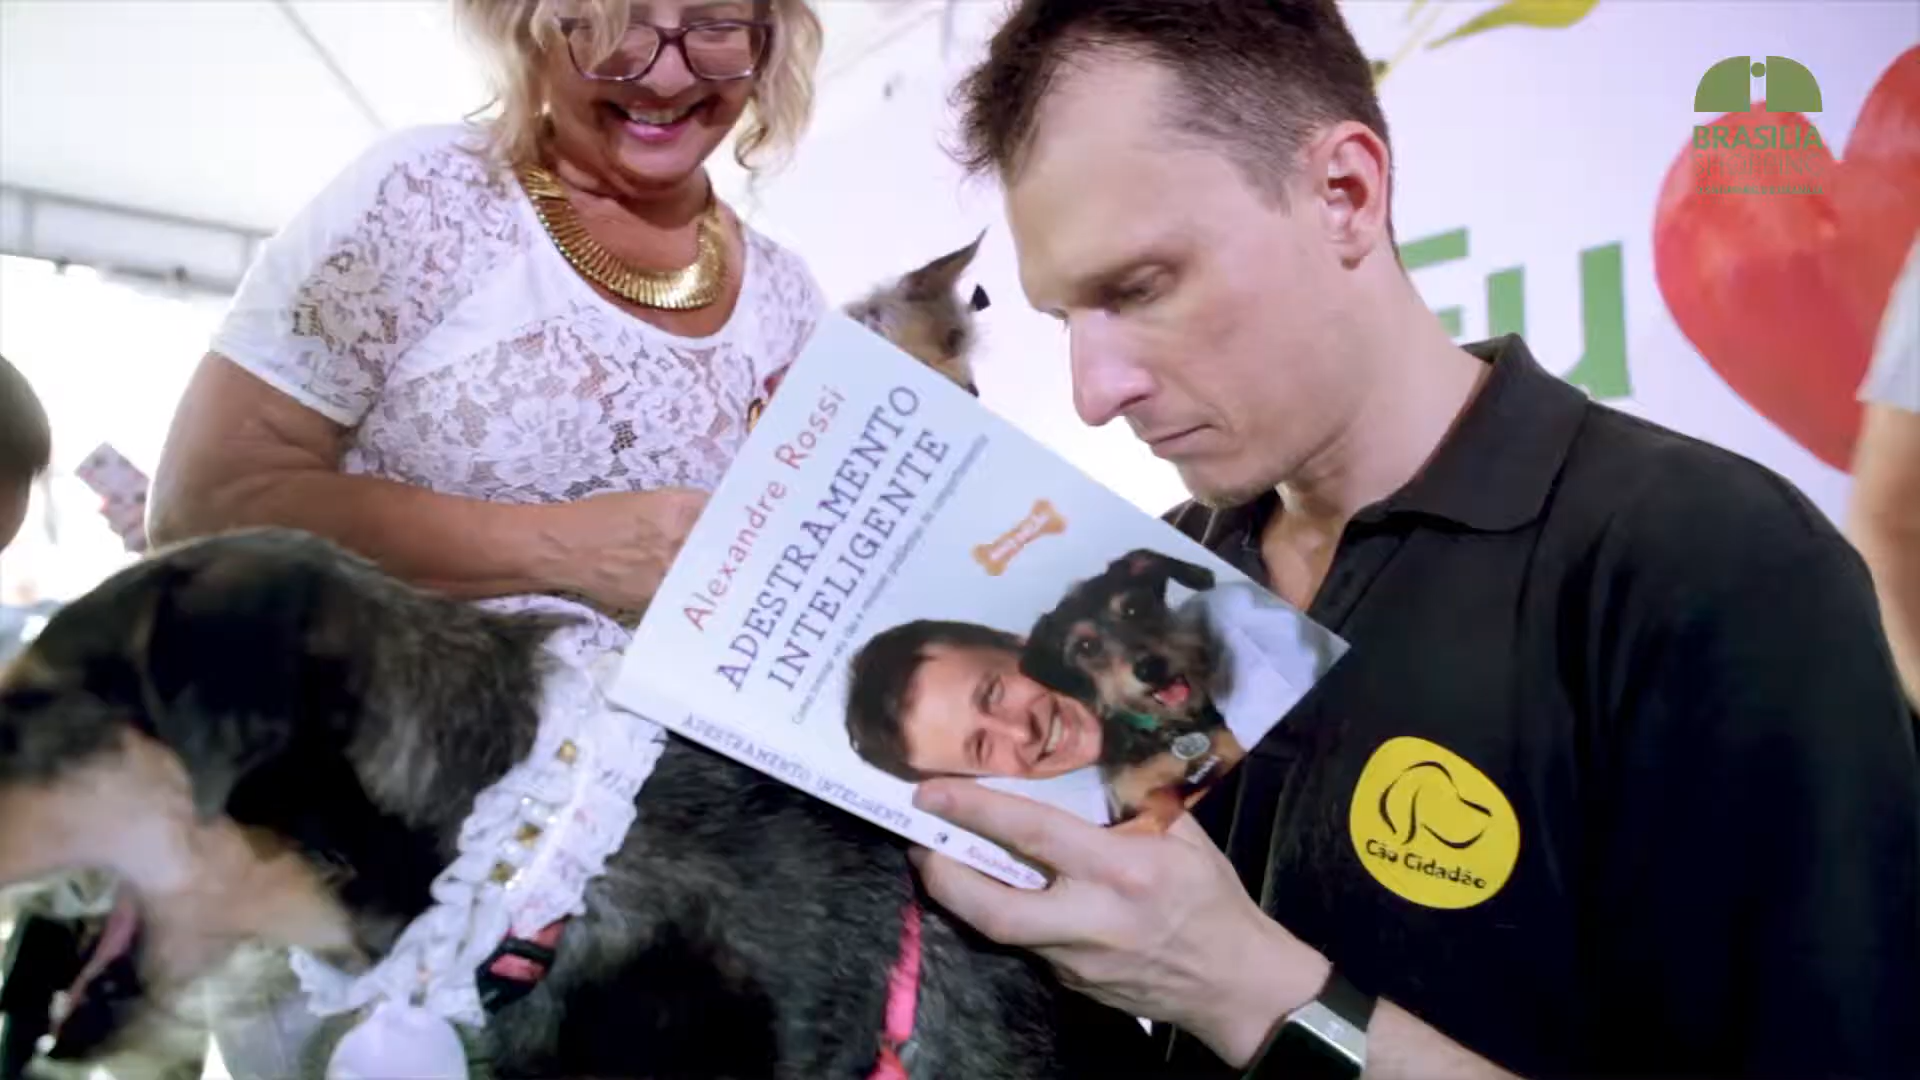 BRASILIA
SHOPPING
Eu
Alexandre Rossi
ADESTRAMENTO
INTELIGENTE
ADESTRAMENTO INTELIGENTE
Cão Cidadão